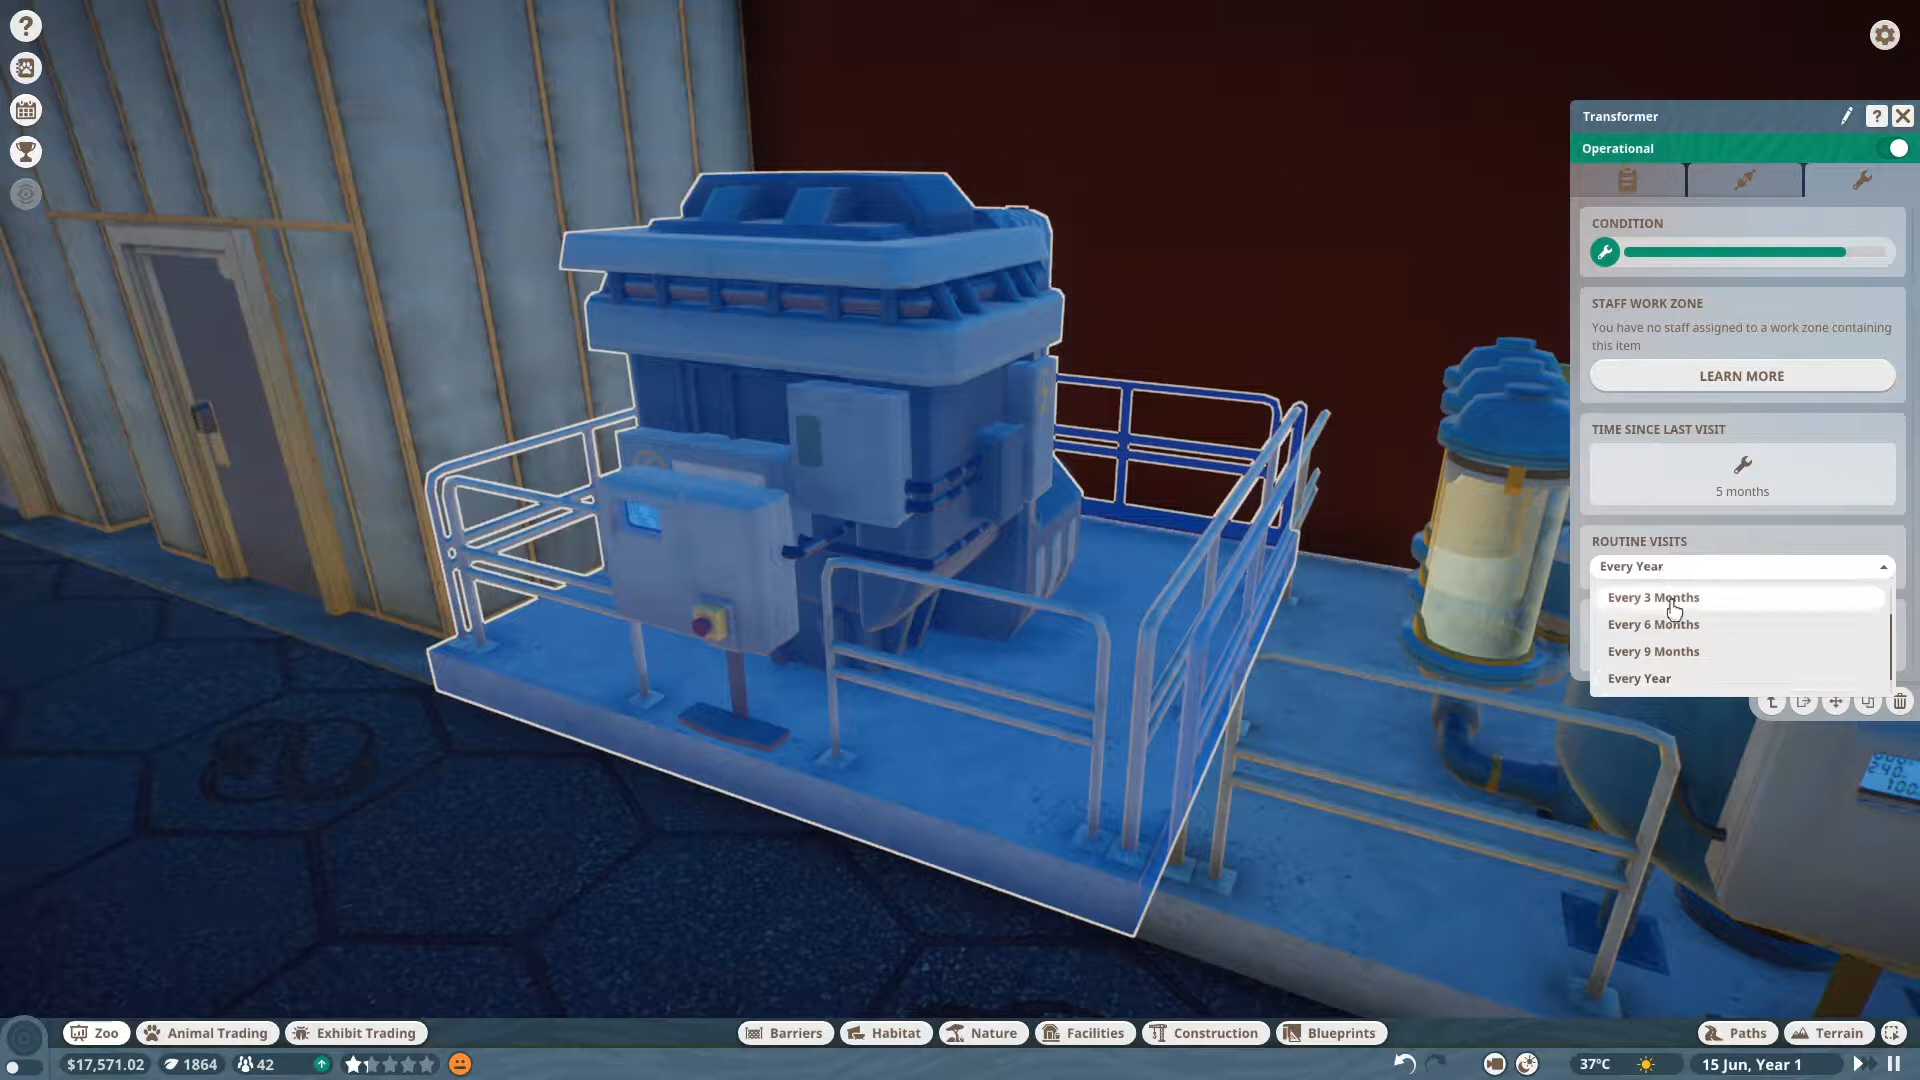 Transformer
?
Operational
CONDITION
STAFF WORK ZONE
You have no staff assigned to a work zone containing
this item
LEARN MORE
TIME SINCE LAST VISIT
5 months
ROUTINE VISITS
Every Year
Every 3 Months
Every 6 Months
Every 9 Months
Every Year
?
240
100
Zoo
Animal Trading
Exhibit Trading
Barriers
Habitat
Nature
Facilities
Construction
Blueprints
Paths
Terrain
$17,571.02
1864
42
37°C
15 Jun, Year 1